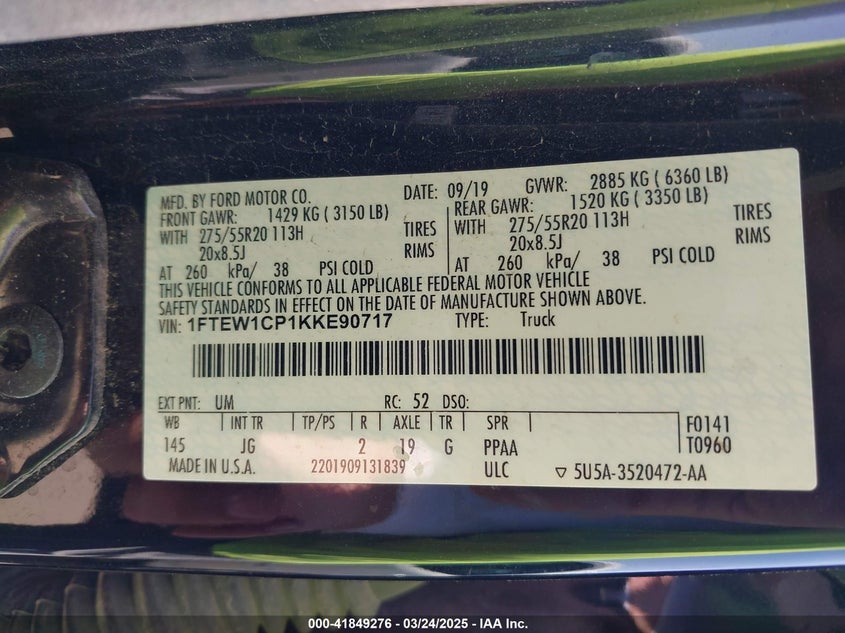 MFD. BY FORD MOTOR CO. DATE: 09/19 GVWR: 2885 KG ( 6360 LB)
FRONT GAWR: 1429 KG ( 3150 LB) REAR GAWR: 1520 KG ( 3350 LB)
WITH 275/55R20 113H TIRES WITH 275/55R20 113H TIRES
20x8.5J RIMS 20x8.5J RIMS
AT 260 kPa/ 38 PSI COLD AT 260 kPa/ 38 PSI COLD
THIS VEHICLE CONFORMS TO ALL APPLICABLE FEDERAL MOTOR VEHICLE
SAFETY STANDARDS IN EFFECT ON THE DATE OF MANUFACTURE SHOWN ABOVE.
VIN: 1FTEW1CP1KKE90717 TYPE: Truck
EXT PNT: UM RC: 52 DSO:
WB INT TR TP/PS R AXLE TR SPR F0141
145 JG 2 19 G PPAA T0960
MADE IN U.S.A. 2201909131839 ULC ▽ 5U5A-3520472-AA
000-41849276 - 03/24/2025 - IAA Inc.